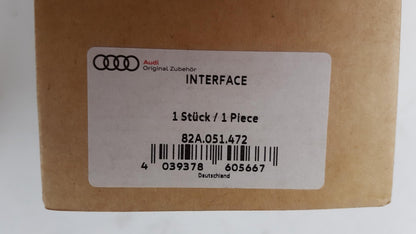 Audi
Original Zubehör
INTERFACE
1 Stück / 1 Piece
82A.051.472
4 039378 605667
Deutschland